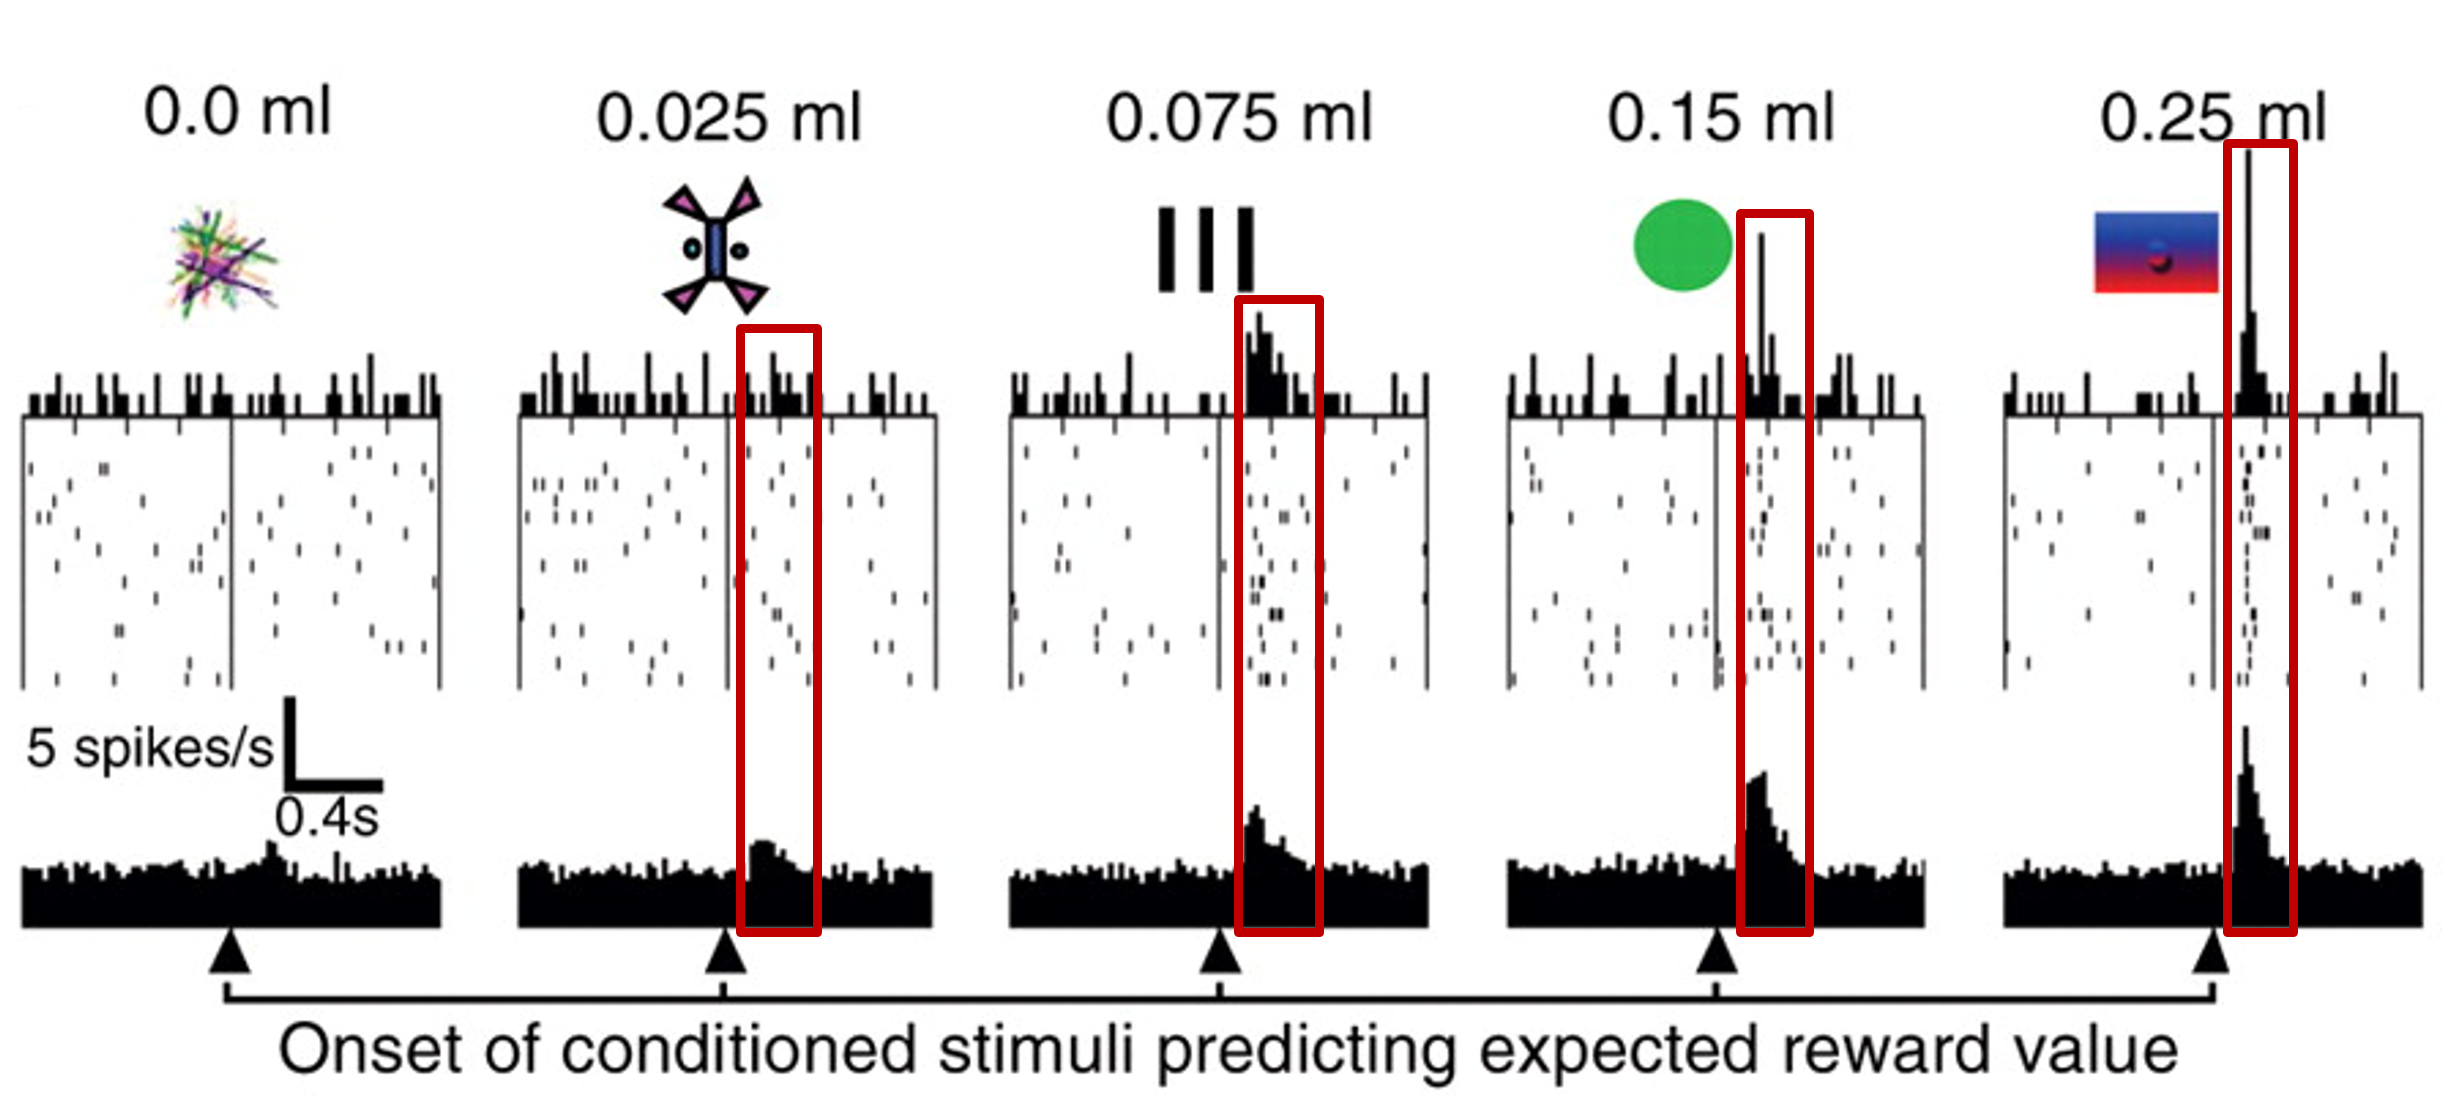 0.0 ml
0.025 ml
0.075 ml
0.15 ml
0.25 ml
5 spikes/s
0.4s
Onset of conditioned stimuli predicting expected reward value